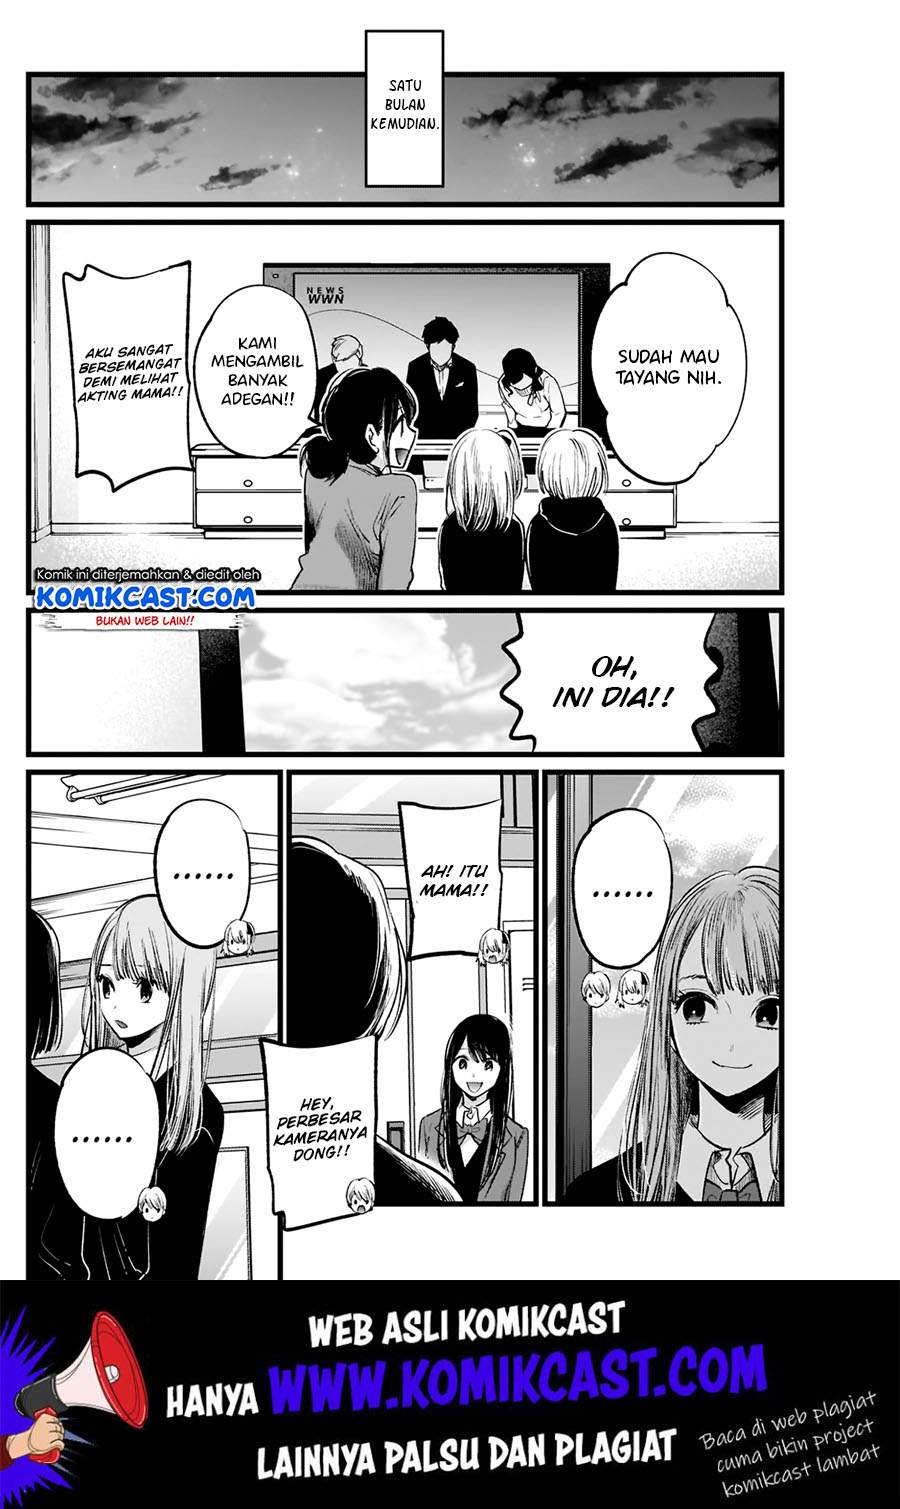 SATU
BULAN
KEMUDIAN.
SUDAH MAU
TAYANG NIH.
NEWS
WWN
KAMI
MENGAMBIL
BANYAK
ADEGAN!!
AKU SANGAT
BERSEMANGAT
DEMI MELIHAT
AKTING MAMA!!
Komik ini diterjemahkan & diedit oleh
KOMIKCAST.COM
BUKAN WEB LAIN!!
OH,
INI DIA!!
......
AH! ITU
MAMA!!
HEY,
PERBESAR
KAMERANYA
DONG!!
......
......
WEB ASLI KOMIKCAST
HANYA WWW.KOMIKCAST.COM
LAINNYA PALSU DAN PLAGIAT
Baca di web plagiat
cuma bikin project
komikcast lambat